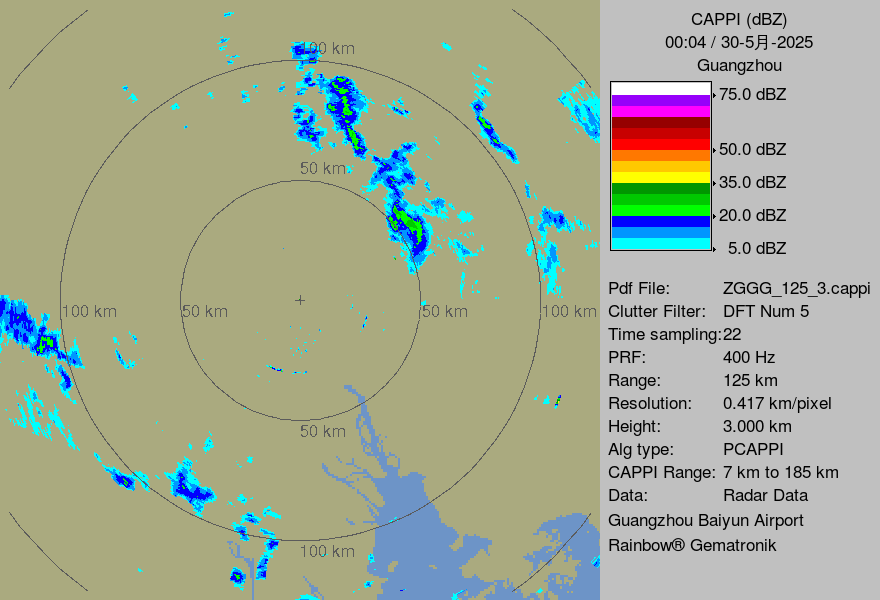 CAPPI (dBZ)
00:04 / 30-5月-2025
Guangzhou
75.0 dBZ
50.0 dBZ
35.0 dBZ
20.0 dBZ
5.0 dBZ
Pdf File: ZGGG_125_3.cappi
Clutter Filter: DFT Num 5
Time sampling:22
PRF: 400 Hz
Range: 125 km
Resolution: 0.417 km/pixel
Height: 3.000 km
Alg type: PCAPPI
CAPPI Range: 7 km to 185 km
Data: Radar Data
Guangzhou Baiyun Airport
Rainbow® Gematronik
100 km
50 km
100 km
50 km
50 km
100 km
50 km
100 km